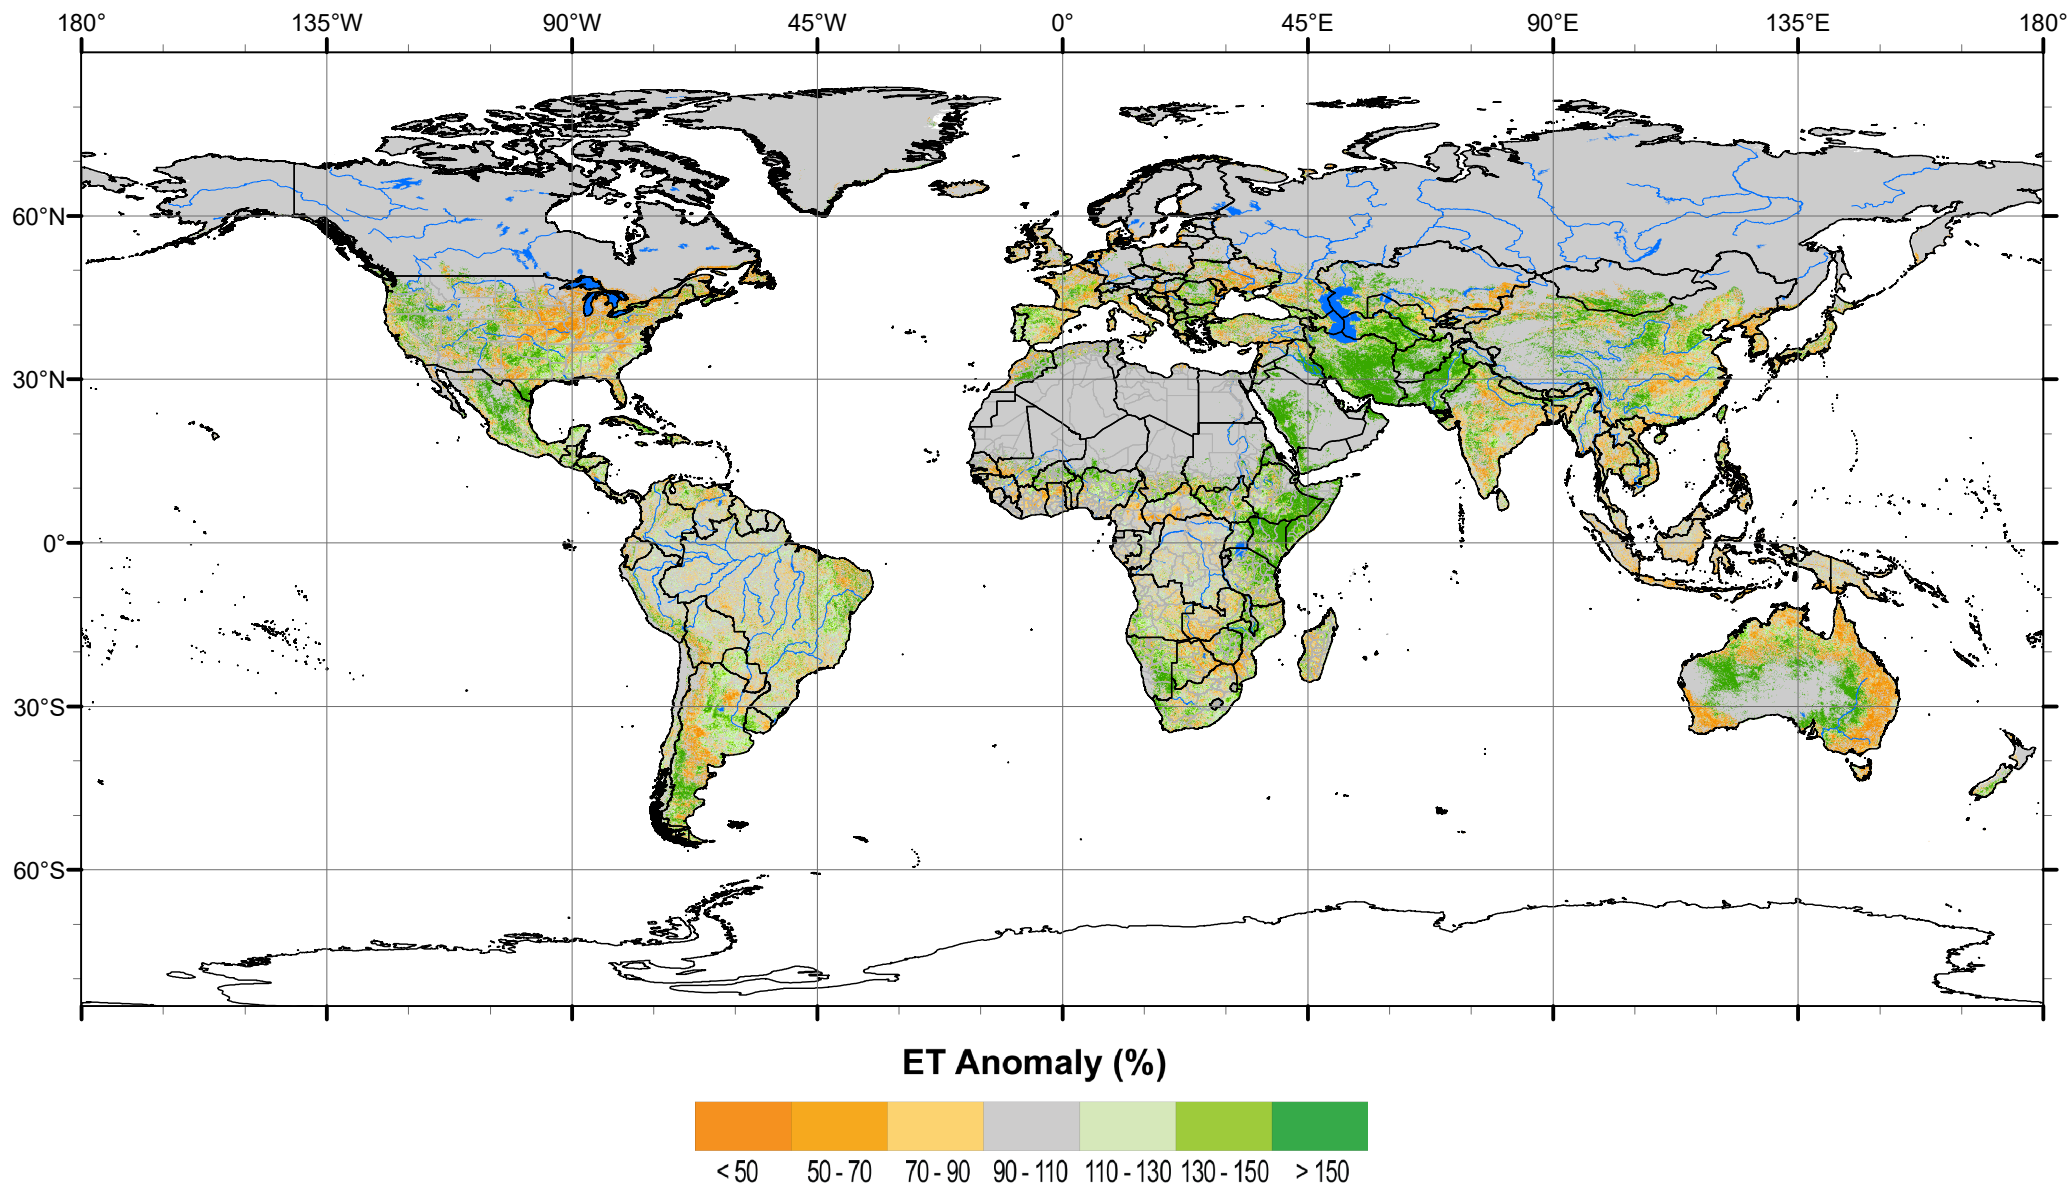 180° 135°W 90°W 45°W 0° 45°E 90°E 135°E 180°
60°N
30°N
0°
30°S
60°S
ET Anomaly (%)
< 50 50 - 70 70 - 90 90 - 110 110 - 130 130 - 150 > 150